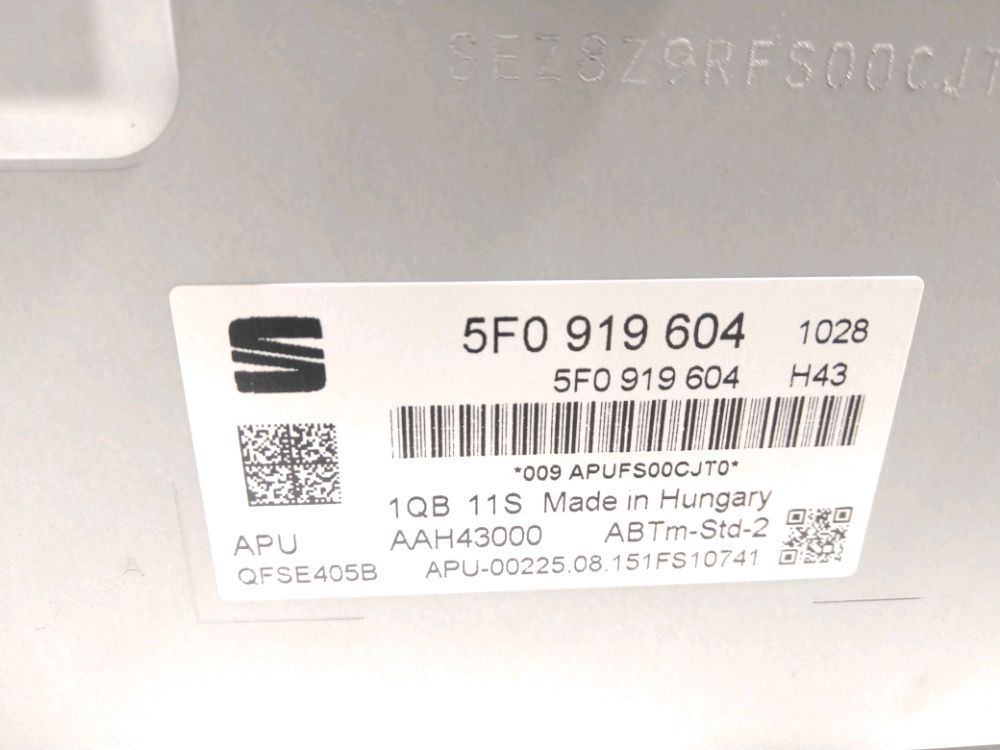 SEZ8Z9RFS00CJT
5F0 919 604 1028
5F0 919 604 H43
*009 APUFS00CJT0*
1QB 11S Made in Hungary
APU AAH43000 ABTm-Std-2
QFSE405B APU-00225.08.151FS10741